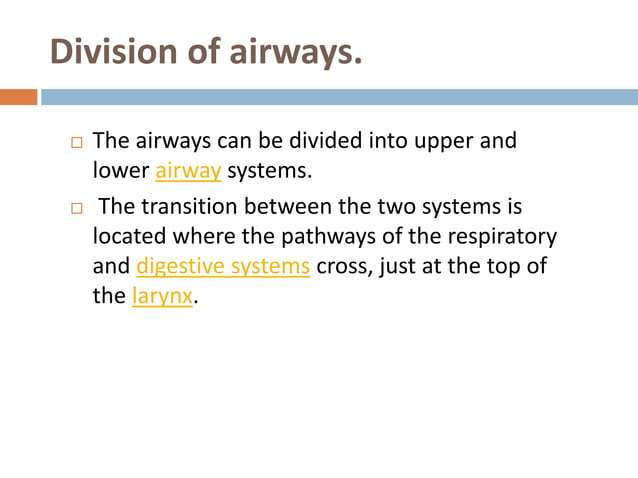 Division of airways.
The airways can be divided into upper and
lower airway systems.
The transition between the two systems is
located where the pathways of the respiratory
and digestive systems cross, just at the top of
the larynx.